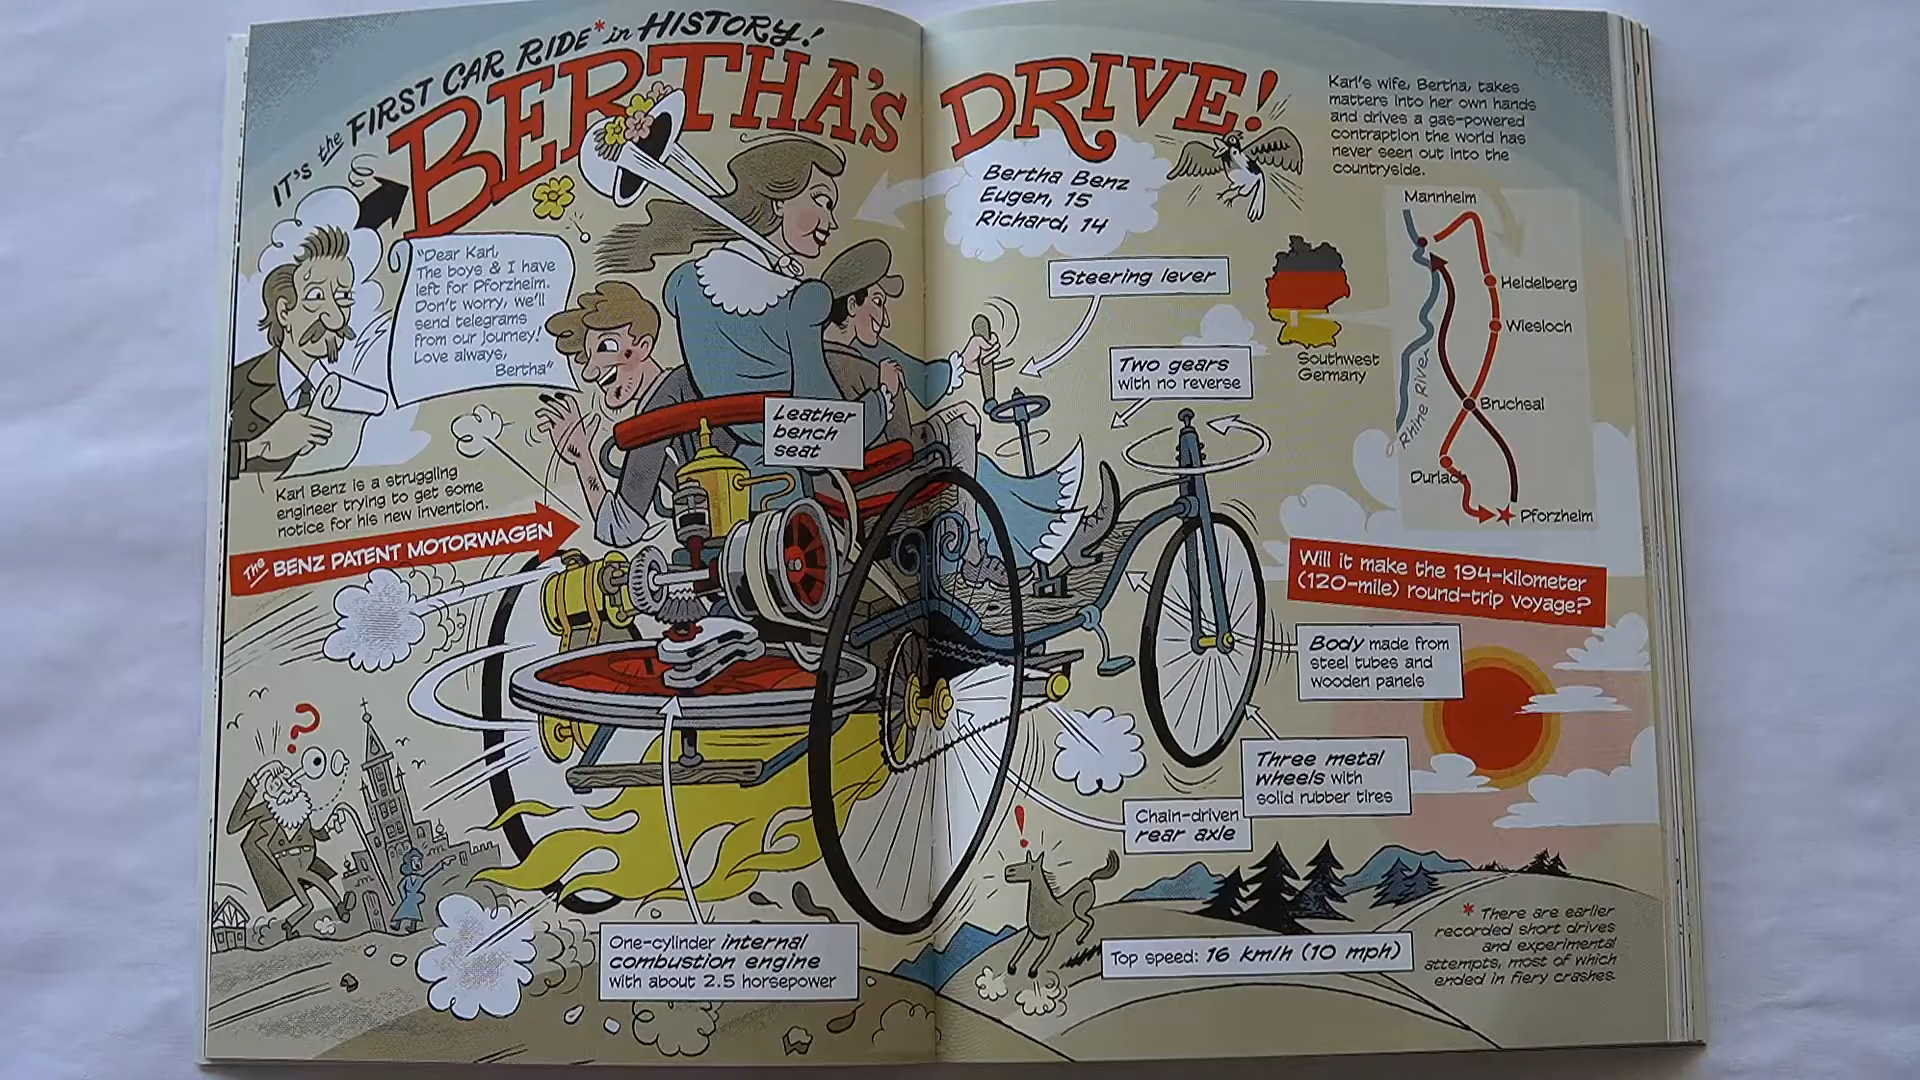 IT'S the FIRST CAR RIDE* in HISTORY!
BERTHA'S DRIVE!
Karl's wife, Bertha, takes
matters into her own hands
and drives a gas-powered
contraption the world has
never seen out into the
countryside.
Bertha Benz
Eugen, 15
Richard, 14
"Dear Karl,
The boys & I have
left for Pforzheim.
Don't worry, we'll
send telegrams
from our journey!
Love always,
Bertha"
Karl Benz is a struggling
engineer trying to get some
notice for his new invention.
The BENZ PATENT MOTORWAGEN
Leather
bench
seat
Steering lever
Two gears
with no reverse
Southwest
Germany
Mannheim
Heidelberg
Wiesloch
Rhine River
Bruchsal
Durlach
Pforzheim
Will it make the 194-kilometer
(120-mile) round-trip voyage?
Body made from
steel tubes and
wooden panels
Three metal
wheels with
solid rubber tires
Chain-driven
rear axle
?
!
One-cylinder internal
combustion engine
with about 2.5 horsepower
Top speed: 16 km/h (10 mph)
* There are earlier
recorded short drives
and experimental
attempts, most of which
ended in fiery crashes.